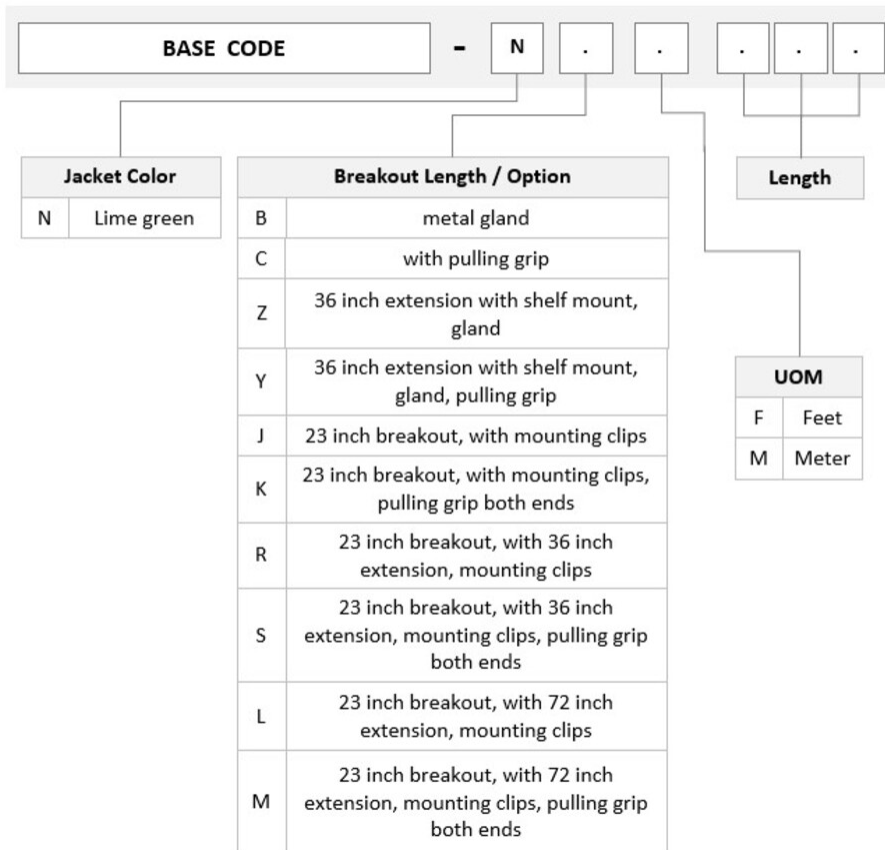 BASE CODE - N . . . . .
Jacket Color
N Lime green
Breakout Length / Option
B metal gland
C with pulling grip
Z 36 inch extension with shelf mount,
gland
Y 36 inch extension with shelf mount,
gland, pulling grip
J 23 inch breakout, with mounting clips
K 23 inch breakout, with mounting clips,
pulling grip both ends
R 23 inch breakout, with 36 inch
extension, mounting clips
S 23 inch breakout, with 36 inch
extension, mounting clips, pulling grip
both ends
L 23 inch breakout, with 72 inch
extension, mounting clips
M 23 inch breakout, with 72 inch
extension, mounting clips, pulling grip
both ends
Length
UOM
F Feet
M Meter